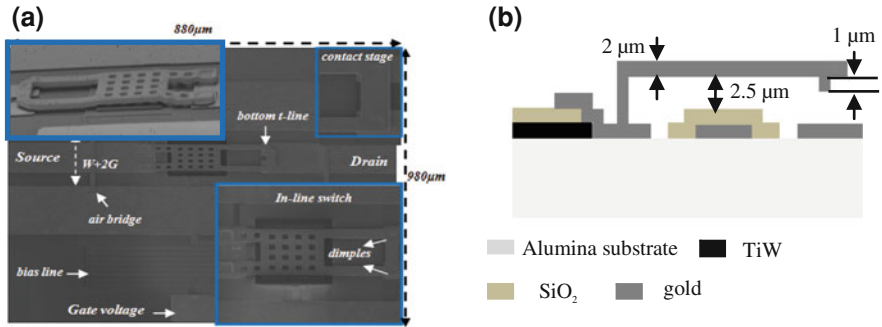 (a)
880µm
contact stage
bottom t-line
Source
W+2G
Drain
980µm
air bridge
In-line switch
dimples
bias line
Gate voltage
(b)
2 µm
1 µm
2.5 µm
Alumina substrate
TiW
SiO₂
gold